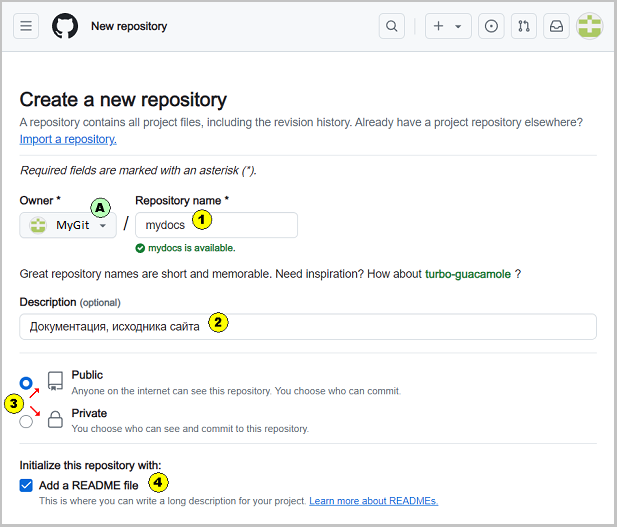 New repository
Create a new repository
A repository contains all project files, including the revision history. Already have a project repository elsewhere?
Import a repository.
Required fields are marked with an asterisk (*).
Owner * A Repository name *
MyGit / mydocs 1
mydocs is available.
Great repository names are short and memorable. Need inspiration? How about turbo-guacamole ?
Description (optional)
Документация, исходника сайта 2
Public
Anyone on the internet can see this repository. You choose who can commit.
3
Private
You choose who can see and commit to this repository.
Initialize this repository with:
Add a README file 4
This is where you can write a long description for your project. Learn more about READMEs.